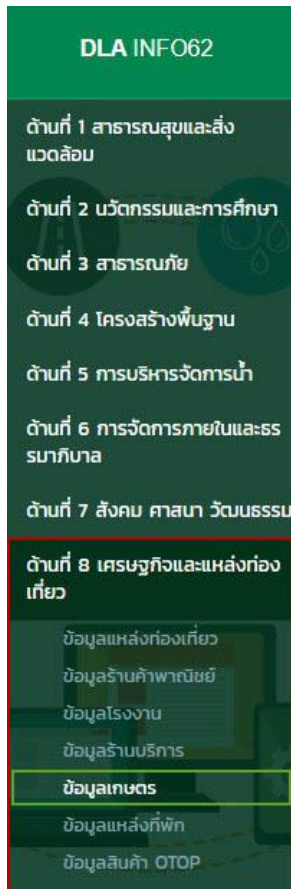 DLA INFO62
ด้านที่ 1 สาธารณสุขและสิ่ง
แวดล้อม
ด้านที่ 2 นวัตกรรมและการศึกษา
ด้านที่ 3 สาธารณภัย
ด้านที่ 4 โครงสร้างพื้นฐาน
ด้านที่ 5 การบริหารจัดการน้ำ
ด้านที่ 6 การจัดการภายในและธร
รมาภิบาล
ด้านที่ 7 สังคม ศาสนา วัฒนธรรม
ด้านที่ 8 เศรษฐกิจและแหล่งท่อง
เที่ยว
ข้อมูลแหล่งท่องเที่ยว
ข้อมูลร้านค้าพาณิชย์
ข้อมูลโรงงาน
ข้อมูลร้านบริการ
ข้อมูลเกษตร
ข้อมูลแหล่งที่พัก
ข้อมูลสินค้า OTOP